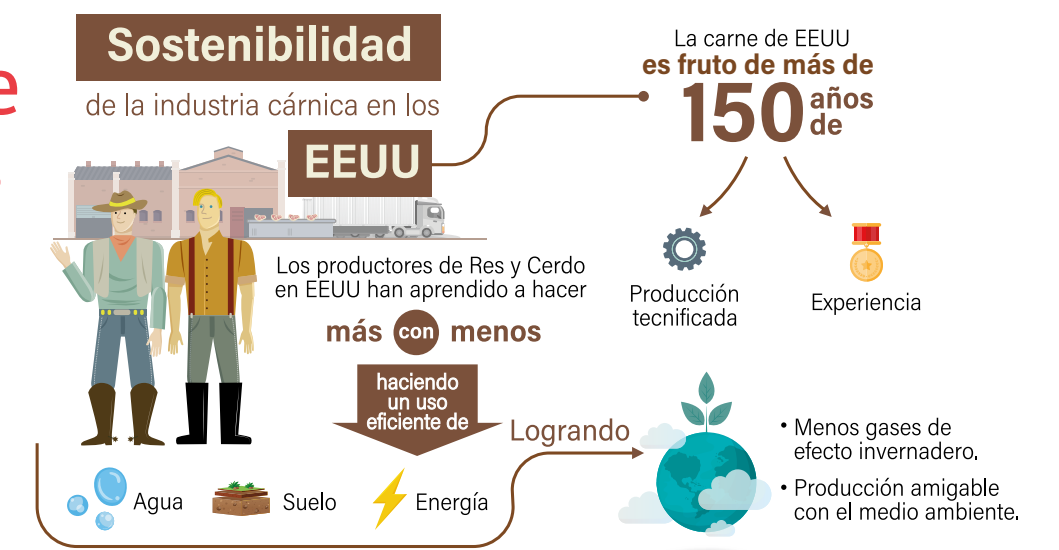 Sostenibilidad
de la industria cárnica en los
EEUU
La carne de EEUU
es fruto de más de
150 años
de
Producción
tecnificada
Experiencia
Los productores de Res y Cerdo
en EEUU han aprendido a hacer
más con menos
haciendo
un uso
eficiente de
Agua
Suelo
Energía
Logrando
• Menos gases de
efecto invernadero.
• Producción amigable
con el medio ambiente.